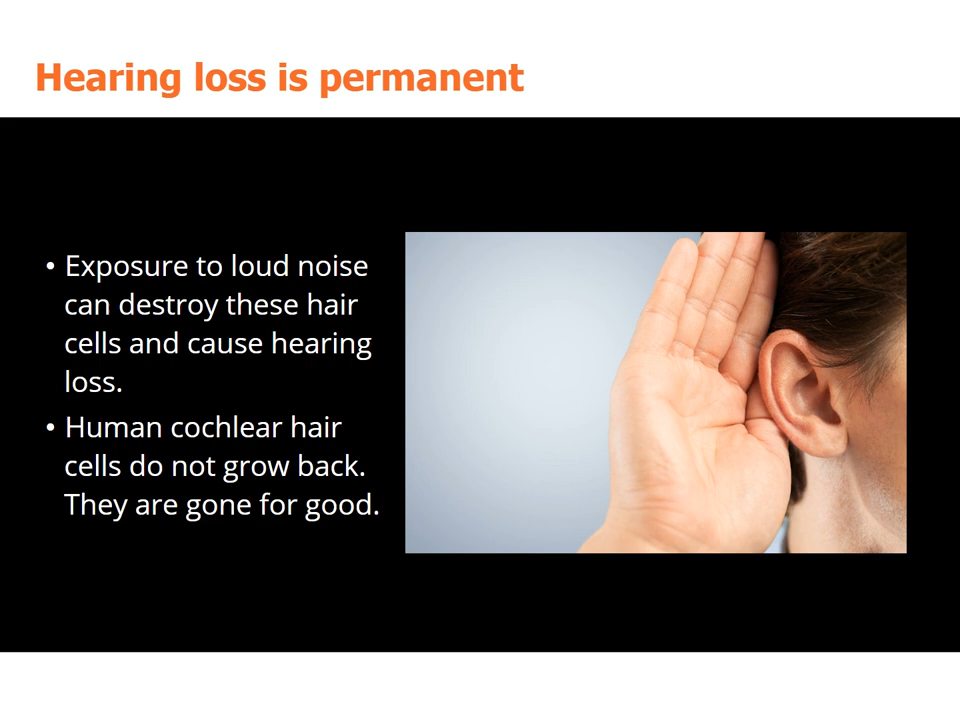 Hearing loss is permanent
• Exposure to loud noise
can destroy these hair
cells and cause hearing
loss.
• Human cochlear hair
cells do not grow back.
They are gone for good.